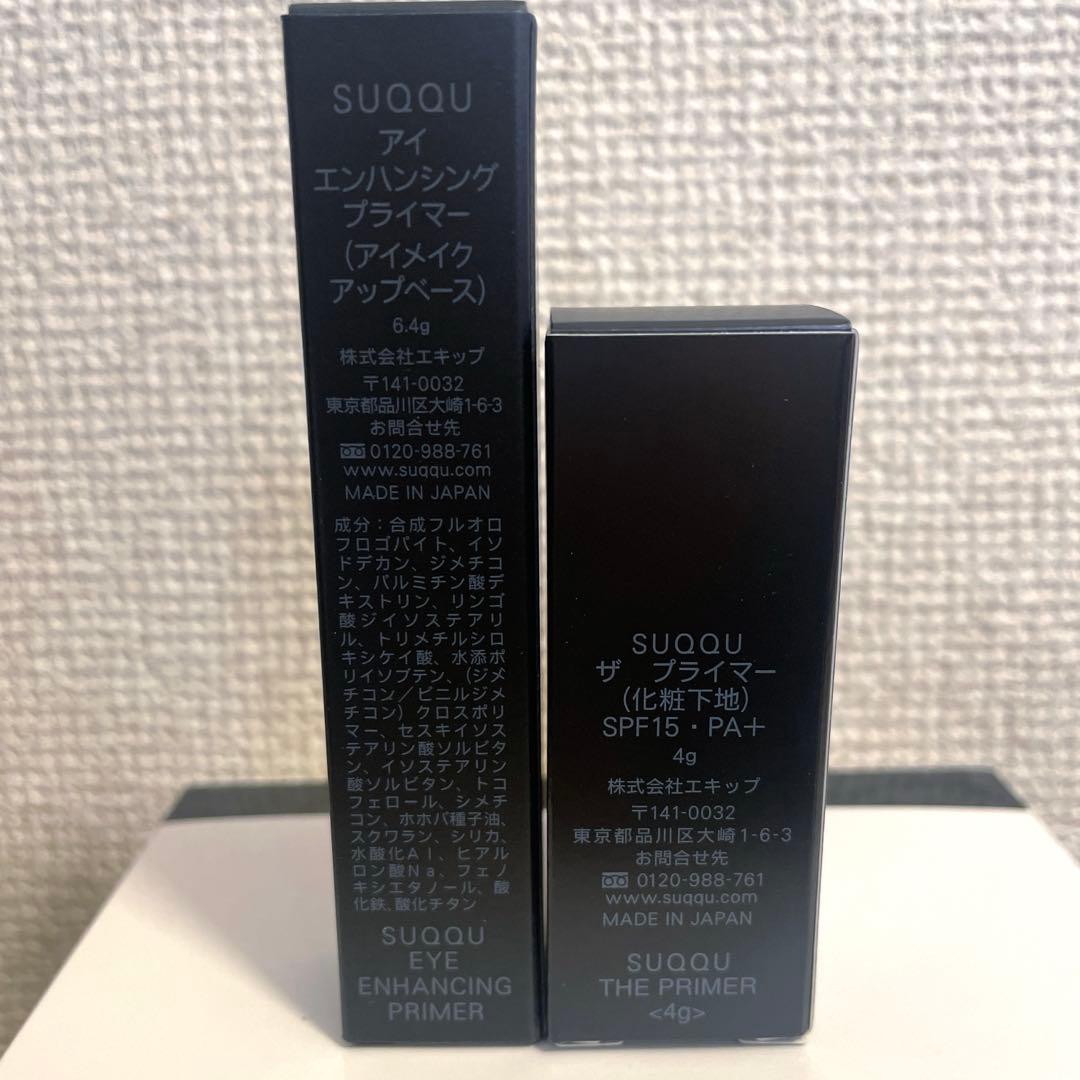 SUQQU
アイ
エンハンシング
プライマー
(アイメイク
アップベース)
6.4g
株式会社エキップ
〒141-0032
東京都品川区大崎1-6-3
お問合せ先
0120-988-761
www.suqqu.com
MADE IN JAPAN
成分：合成フルオロ
フロゴパイト、イソ
ドデカン、ジメチコ
ン、パルミチン酸デ
キストリン、リンゴ
酸ジイソステアリ
ル、トリメチルシロ
キシケイ酸、水添ポ
リイソブテン、(ジメ
チコン／ビニルジメ
チコン)クロスポリ
マー、セスキイソス
テアリン酸ソルビタ
ン、イソステアリン
酸ソルビタン、トコ
フェロール、シメチ
コン、ホホバ種子油、
スクワラン、シリカ、
水酸化Al、ヒアル
ロン酸Na、フェノ
キシエタノール、酸
化鉄、酸化チタン
SUQQU
EYE
ENHANCING
PRIMER
SUQQU
ザ プライマー
(化粧下地)
SPF15・PA+
4g
株式会社エキップ
〒141-0032
東京都品川区大崎1-6-3
お問合せ先
0120-988-761
www.suqqu.com
MADE IN JAPAN
SUQQU
THE PRIMER
<4g>